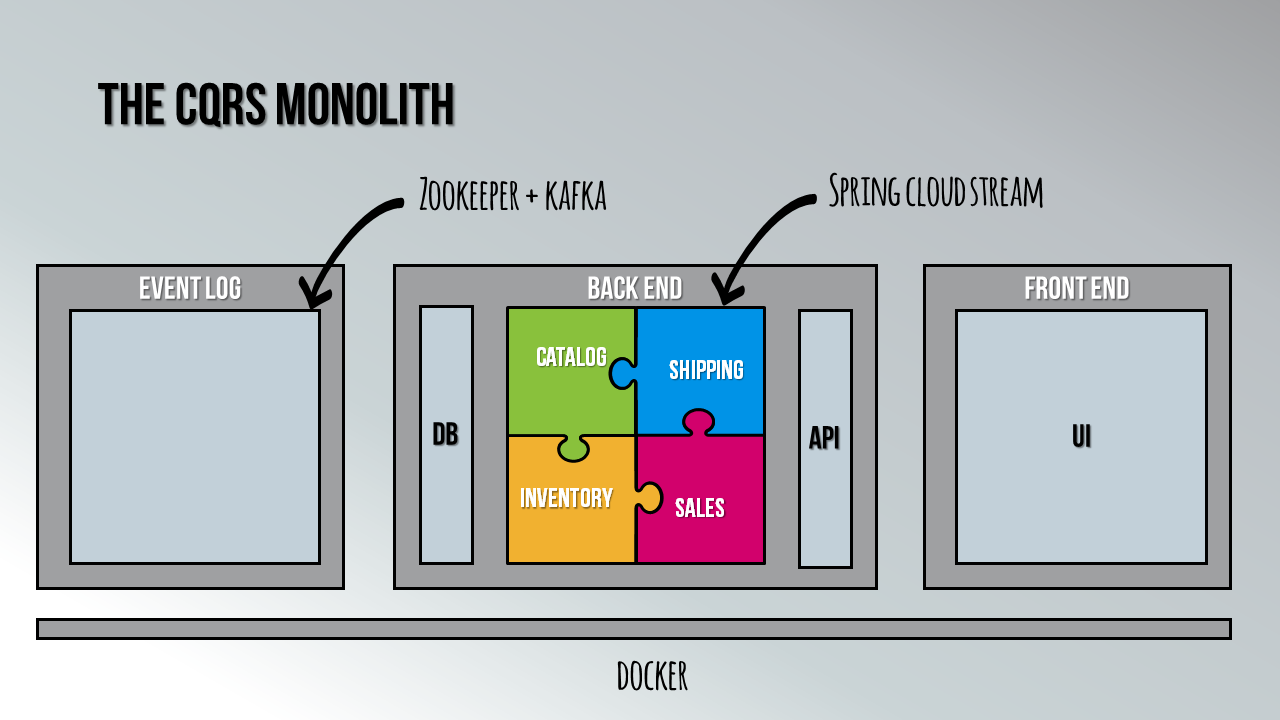 THE CQRS MONOLITH
ZOOKEEPER + KAFKA
SPRING CLOUD STREAM
EVENT LOG
BACK END
FRONT END
CATALOG
SHIPPING
DB
API
UI
INVENTORY
SALES
DOCKER